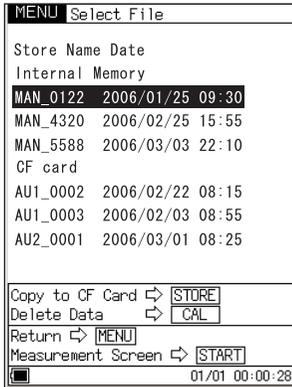 MENU Select File
Store Name Date
Internal Memory
MAN_0122 2006/01/25 09:30
MAN_4320 2006/02/25 15:55
MAN_5588 2006/03/03 22:10
CF card
AU1_0002 2006/02/22 08:15
AU1_0003 2006/02/03 08:55
AU2_0001 2006/03/01 08:25
Copy to CF Card ⇨ STORE
Delete Data ⇨ CAL
Return ⇨ MENU
Measurement Screen ⇨ START
01/01 00:00:28